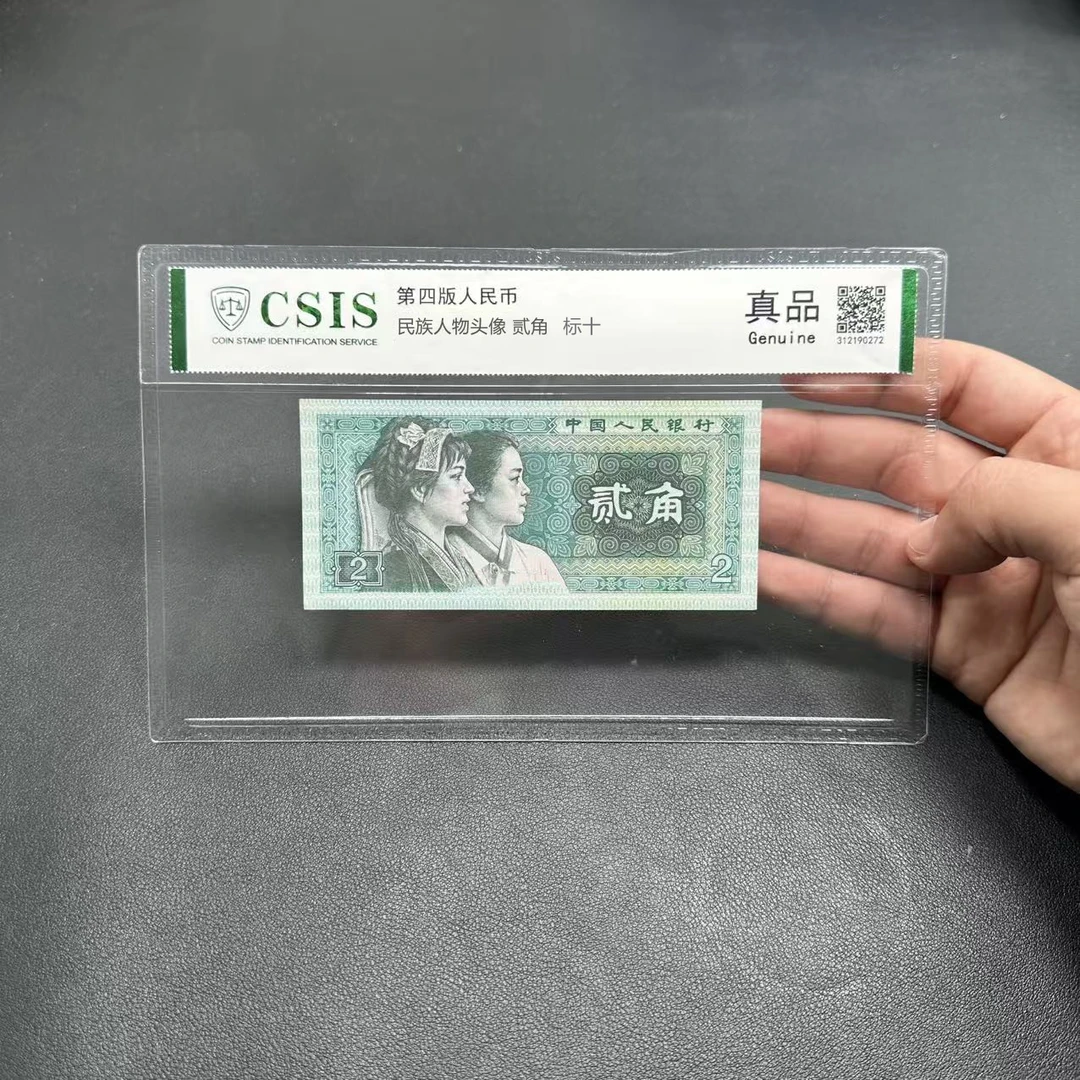 CSIS
COIN STAMP IDENTIFICATION SERVICE
第四版人民币
民族人物头像 贰角 标十
真品
Genuine
312190272
中国人民银行
贰角
2
2